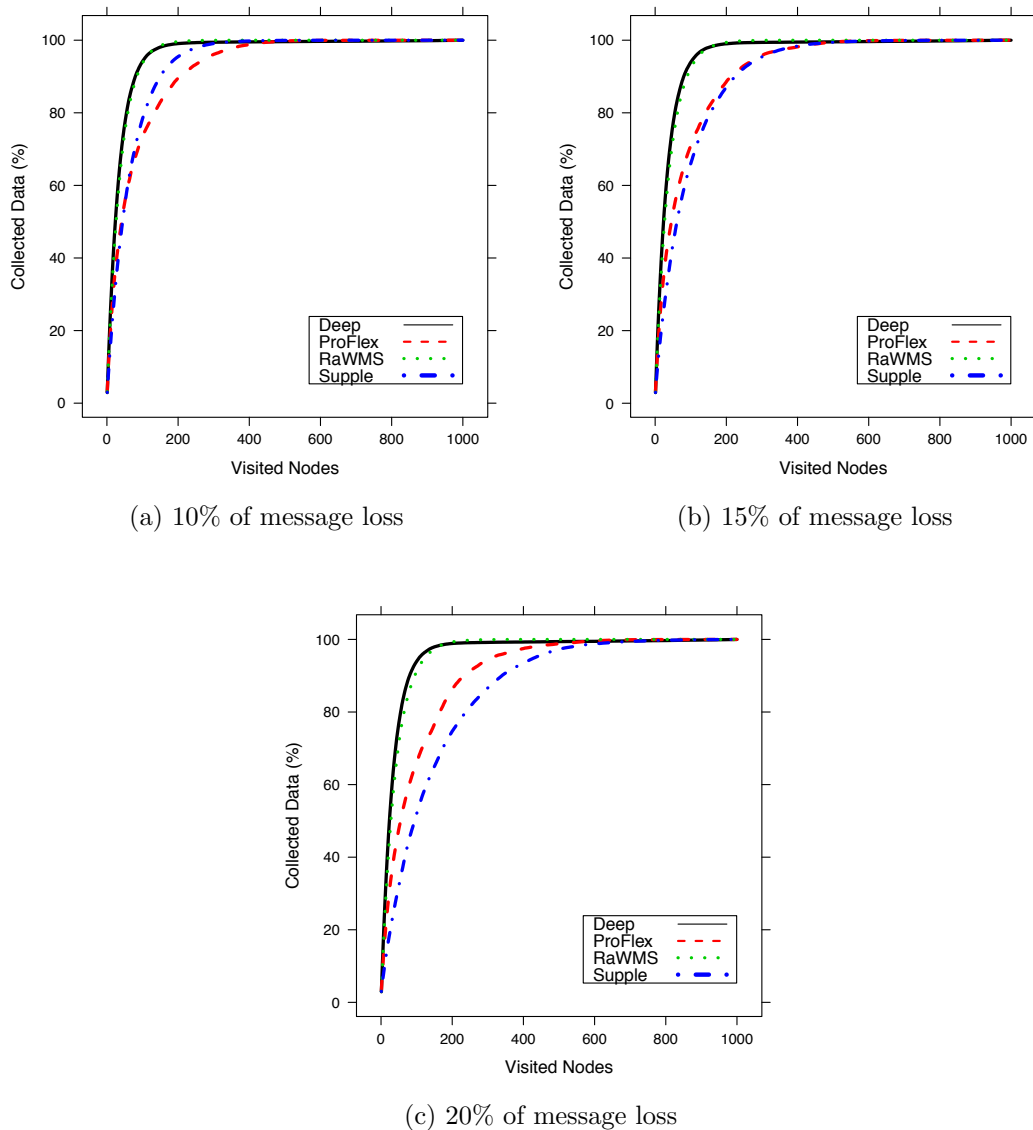 100
80
60
40
20
0
Collected Data (%)
Deep
ProFlex
RaWMS
Supple
0 200 400 600 800 1000
Visited Nodes
(a) 10% of message loss
100
80
60
40
20
0
Collected Data (%)
Deep
ProFlex
RaWMS
Supple
0 200 400 600 800 1000
Visited Nodes
(b) 15% of message loss
100
80
60
40
20
0
Collected Data (%)
Deep
ProFlex
RaWMS
Supple
0 200 400 600 800 1000
Visited Nodes
(c) 20% of message loss